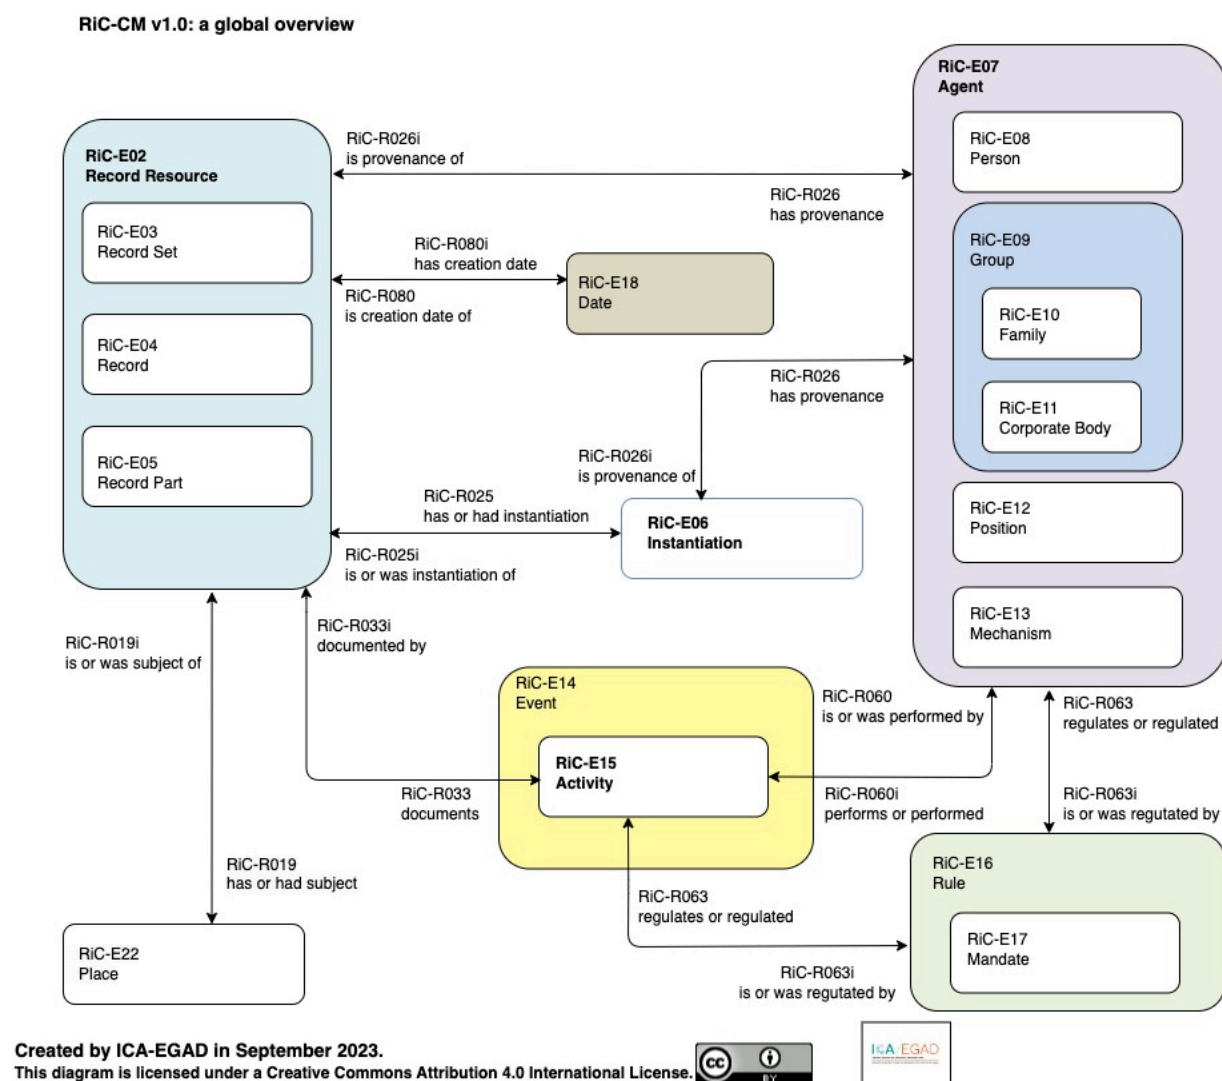 RiC-CM v1.0: a global overview
RiC-E07
Agent
RiC-E08
Person
RiC-E09
Group
RiC-E10
Family
RiC-E11
Corporate Body
RiC-E12
Position
RiC-E13
Mechanism
RiC-E02
Record Resource
RiC-E03
Record Set
RiC-E04
Record
RiC-E05
Record Part
RiC-R026i
is provenance of
RiC-R026
has provenance
RiC-R080i
has creation date
RiC-R080
is creation date of
RiC-E18
Date
RiC-R026
has provenance
RiC-R026i
is provenance of
RiC-R025
has or had instantiation
RiC-R025i
is or was instantiation of
RiC-E06
Instantiation
RiC-R019i
is or was subject of
RiC-R033i
documented by
RiC-E14
Event
RiC-E15
Activity
RiC-R033
documents
RiC-R060
is or was performed by
RiC-R060i
performs or performed
RiC-R063
regulates or regulated
RiC-R063i
is or was regutated by
RiC-R019
has or had subject
RiC-E22
Place
RiC-R063
regulates or regulated
RiC-R063i
is or was regutated by
RiC-E16
Rule
RiC-E17
Mandate
Created by ICA-EGAD in September 2023.
This diagram is licensed under a Creative Commons Attribution 4.0 International License.
cc
BY
ICA/EGAD